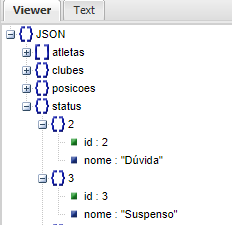 Viewer Text
JSON
atletas
clubes
posicoes
status
2
id : 2
nome : "Dúvida"
3
id : 3
nome : "Suspenso"